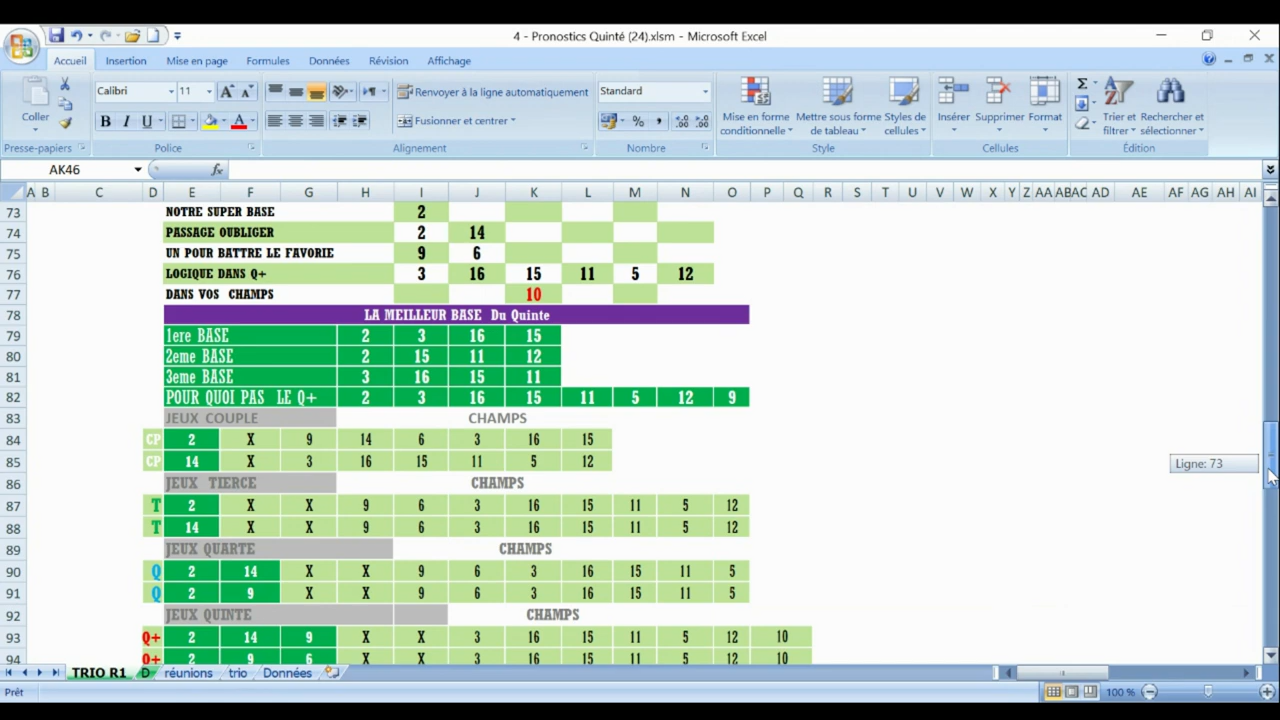 4 - Pronostics Quinté (24).xlsm - Microsoft Excel
Accueil Insertion Mise en page Formules Données Révision Affichage
Calibri 11 Renvoyer à la ligne automatiquement Standard
Coller G I U Fusionner et centrer % Mise en forme conditionnelle Mettre sous forme de tableau Styles de cellules Insérer Supprimer Format Trier et filtrer Rechercher et sélectionner
Presse-papiers Police Alignement Nombre Style Cellules Édition
AK46 fx
A B C D E F G H I J K L M N O P Q R S T U V W X Y Z AA AB AC AD AE AF AG AH AI
73 NOTRE SUPER BASE 2
74 PASSAGE OUBLIGER 2 14
75 UN POUR BATTRE LE FAVORIE 9 6
76 LOGIQUE DANS Q+ 3 16 15 11 5 12
77 DANS VOS CHAMPS 10
78 LA MEILLEUR BASE Du Quinte
79 1ere BASE 2 3 16 15
80 2eme BASE 2 15 11 12
81 3eme BASE 3 16 15 11
82 POUR QUOI PAS LE Q+ 2 3 16 15 11 5 12 9
83 JEUX COUPLE CHAMPS
84 CP 2 X 9 14 6 3 16 15
85 CP 14 X 3 16 15 11 5 12
86 JEUX TIERCE CHAMPS
87 T 2 X X 9 6 3 16 15 11 5 12
88 T 14 X X 9 6 3 16 15 11 5 12
89 JEUX QUARTE CHAMPS
90 Q 2 14 X X 9 6 3 16 15 11 5
91 Q 2 9 X X 9 6 3 16 15 11 5
92 JEUX QUINTE CHAMPS
93 Q+ 2 14 9 X X 3 16 15 11 5 12 10
94 Q+ 2 9 6 X X 3 16 15 11 5 12 10
Ligne: 73
TRIO R1 D réunions trio Données
Prêt 100 %